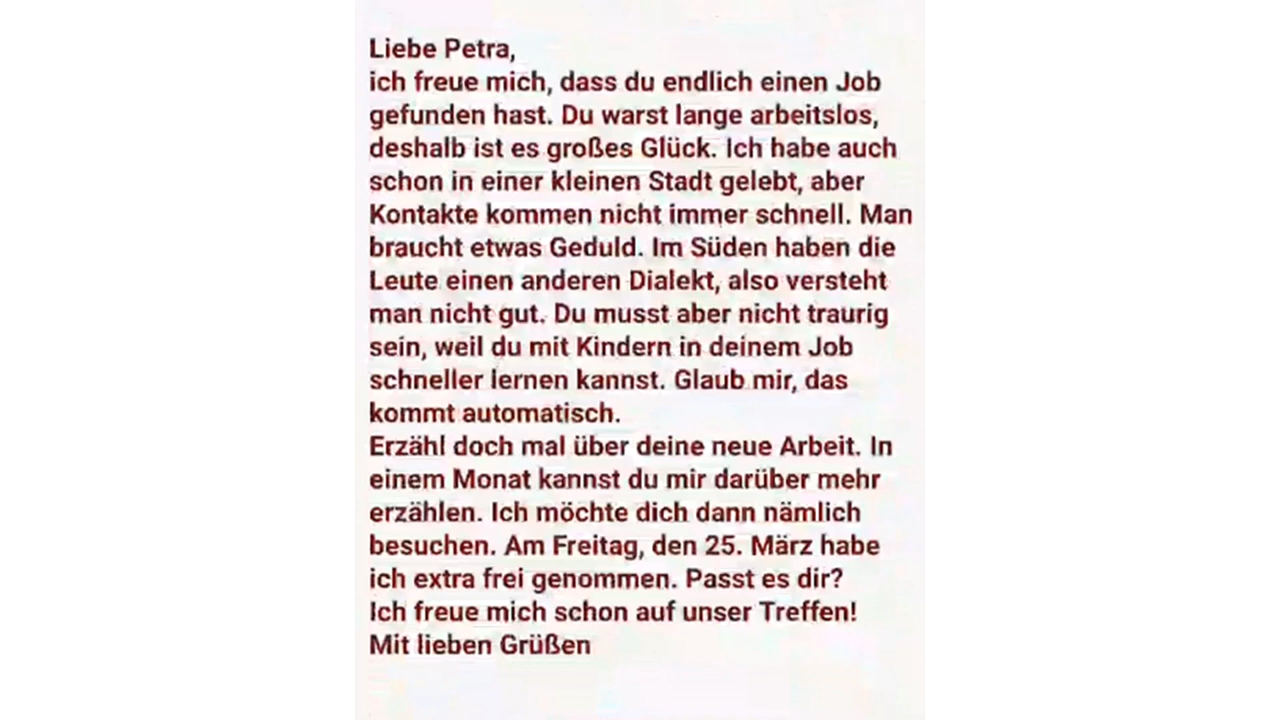 Liebe Petra,
ich freue mich, dass du endlich einen Job
gefunden hast. Du warst lange arbeitslos,
deshalb ist es großes Glück. Ich habe auch
schon in einer kleinen Stadt gelebt, aber
Kontakte kommen nicht immer schnell. Man
braucht etwas Geduld. Im Süden haben die
Leute einen anderen Dialekt, also versteht
man nicht gut. Du musst aber nicht traurig
sein, weil du mit Kindern in deinem Job
schneller lernen kannst. Glaub mir, das
kommt automatisch.
Erzähl doch mal über deine neue Arbeit. In
einem Monat kannst du mir darüber mehr
erzählen. Ich möchte dich dann nämlich
besuchen. Am Freitag, den 25. März habe
ich extra frei genommen. Passt es dir?
Ich freue mich schon auf unser Treffen!
Mit lieben Grüßen